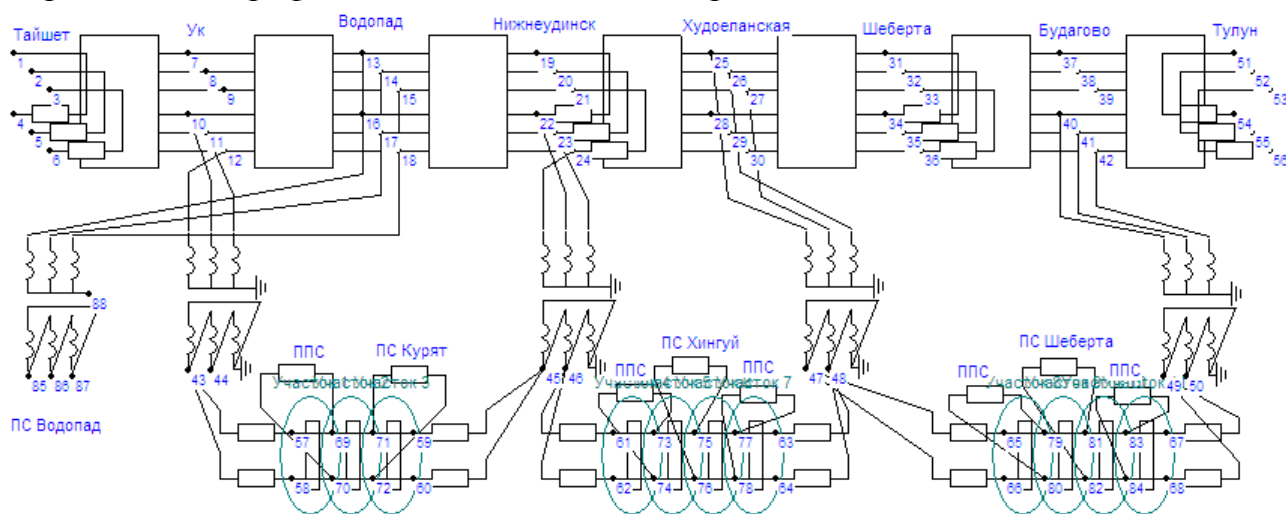 Тайшет Ук Водопад Нижнеудинск Худоеланская Шеберта Будагово Тулун
1 7 13 19 25 31 37 51
2 8 14 20 26 32 38 52
3 9 15 21 27 33 39 53
4 10 16 22 28 34 40 54
5 11 17 23 29 35 41 55
6 12 18 24 30 36 42 56
88
85 86 87 43 44 45 46 47 48 49 50
ППС ПС Курят ПС Хингуй ПС Шеберта
ППС ППС ППС ППС
ПС Водопад
57 69 71 59 61 73 75 77 63 65 79 81 83 67
58 70 72 60 62 74 76 78 64 66 80 82 84 68